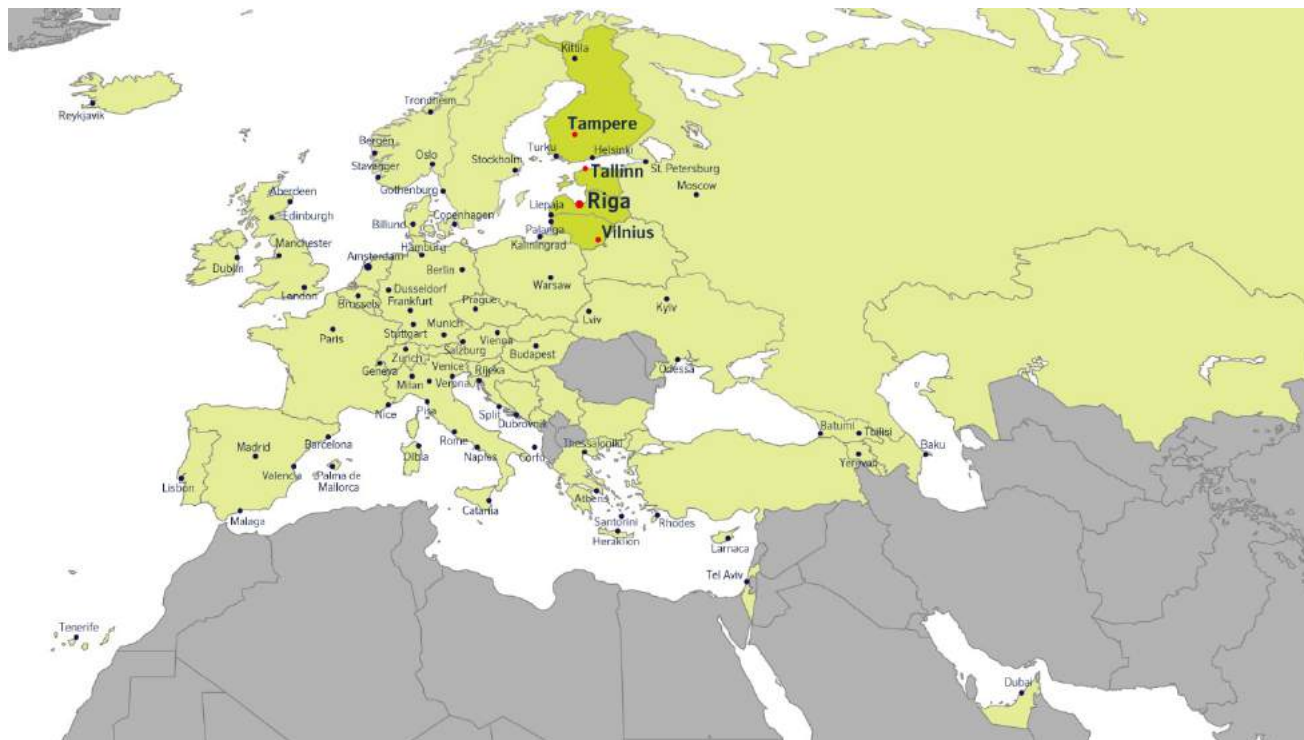 Kittila
Trondheim
Reykjavik
Tampere
Bergen
Oslo
Turku
Helsinki
Stavanger
Stockholm
Tallinn
St. Petersburg
Moscow
Aberdeen
Gothenburg
Liepaja
Riga
Edinburgh
Billund
Copenhagen
Palanga
Vilnius
Manchester
Hamburg
Kaliningrad
Dublin
Amsterdam
Berlin
Warsaw
London
Brussels
Dusseldorf
Frankfurt
Prague
Lviv
Kyiv
Paris
Stuttgart
Munich
Vienna
Salzburg
Budapest
Zurich
Geneva
Venice
Rijeka
Odessa
Milan
Verona
Nice
Pisa
Split
Dubrovnik
Batumi
Tbilisi
Madrid
Barcelona
Rome
Naples
Corfu
Thessaloniki
Yerevan
Baku
Olbia
Valencia
Palma de
Mallorca
Lisbon
Malaga
Catania
Athens
Santorini
Rhodes
Heraklion
Larnaca
Tel Aviv
Tenerife
Dubai